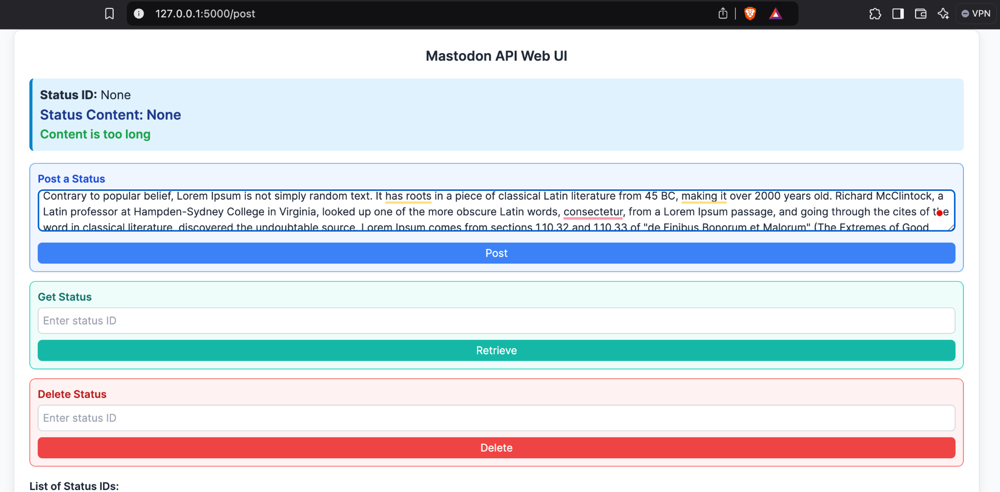 127.0.0.1:5000/post
VPN
Mastodon API Web UI
Status ID: None
Status Content: None
Content is too long
Post a Status
Contrary to popular belief, Lorem Ipsum is not simply random text. It has roots in a piece of classical Latin literature from 45 BC, making it over 2000 years old. Richard McClintock, a
Latin professor at Hampden-Sydney College in Virginia, looked up one of the more obscure Latin words, consectetur, from a Lorem Ipsum passage, and going through the cites of the
word in classical literature, discovered the undoubtable source. Lorem Ipsum comes from sections 1.10.32 and 1.10.33 of "de Finibus Bonorum et Malorum" (The Extremes of Good
Post
Get Status
Enter status ID
Retrieve
Delete Status
Enter status ID
Delete
List of Status IDs: